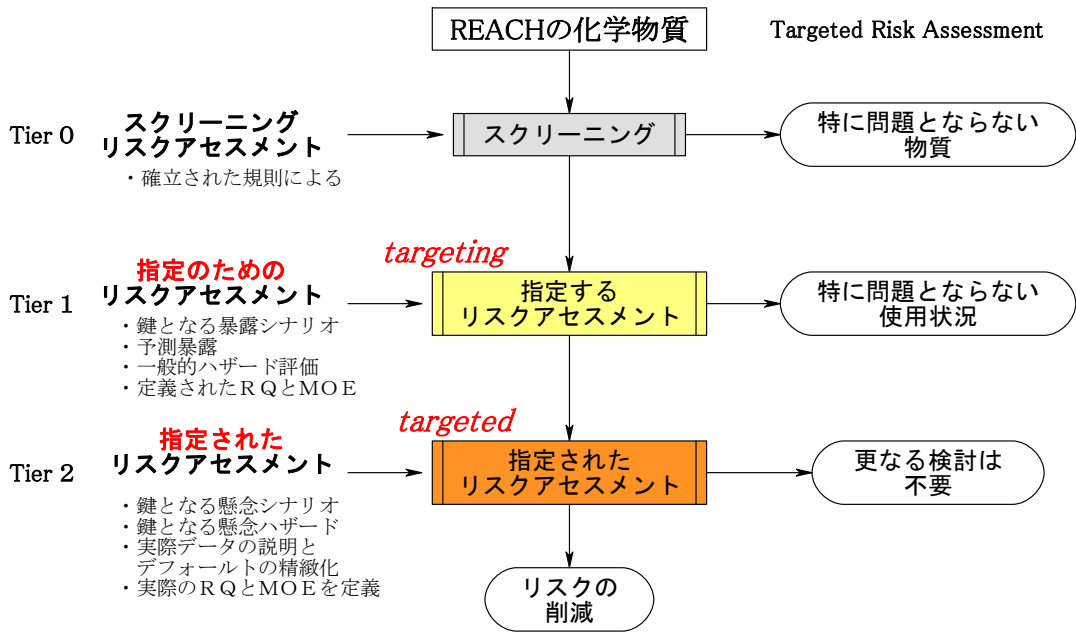 REACHの化学物質
Targeted Risk Assessment
Tier 0
スクリーニング
リスクアセスメント
・確立された規則による
スクリーニング
特に問題とならない
物質
targeting
Tier 1
指定のための
リスクアセスメント
・鍵となる暴露シナリオ
・予測暴露
・一般的ハザード評価
・定義されたＲＱとＭＯＥ
指定する
リスクアセスメント
特に問題とならない
使用状況
targeted
Tier 2
指定された
リスクアセスメント
・鍵となる懸念シナリオ
・鍵となる懸念ハザード
・実際データの説明と
デフォールトの精緻化
・実際のＲＱとＭＯＥを定義
指定された
リスクアセスメント
更なる検討は
不要
リスクの
削減